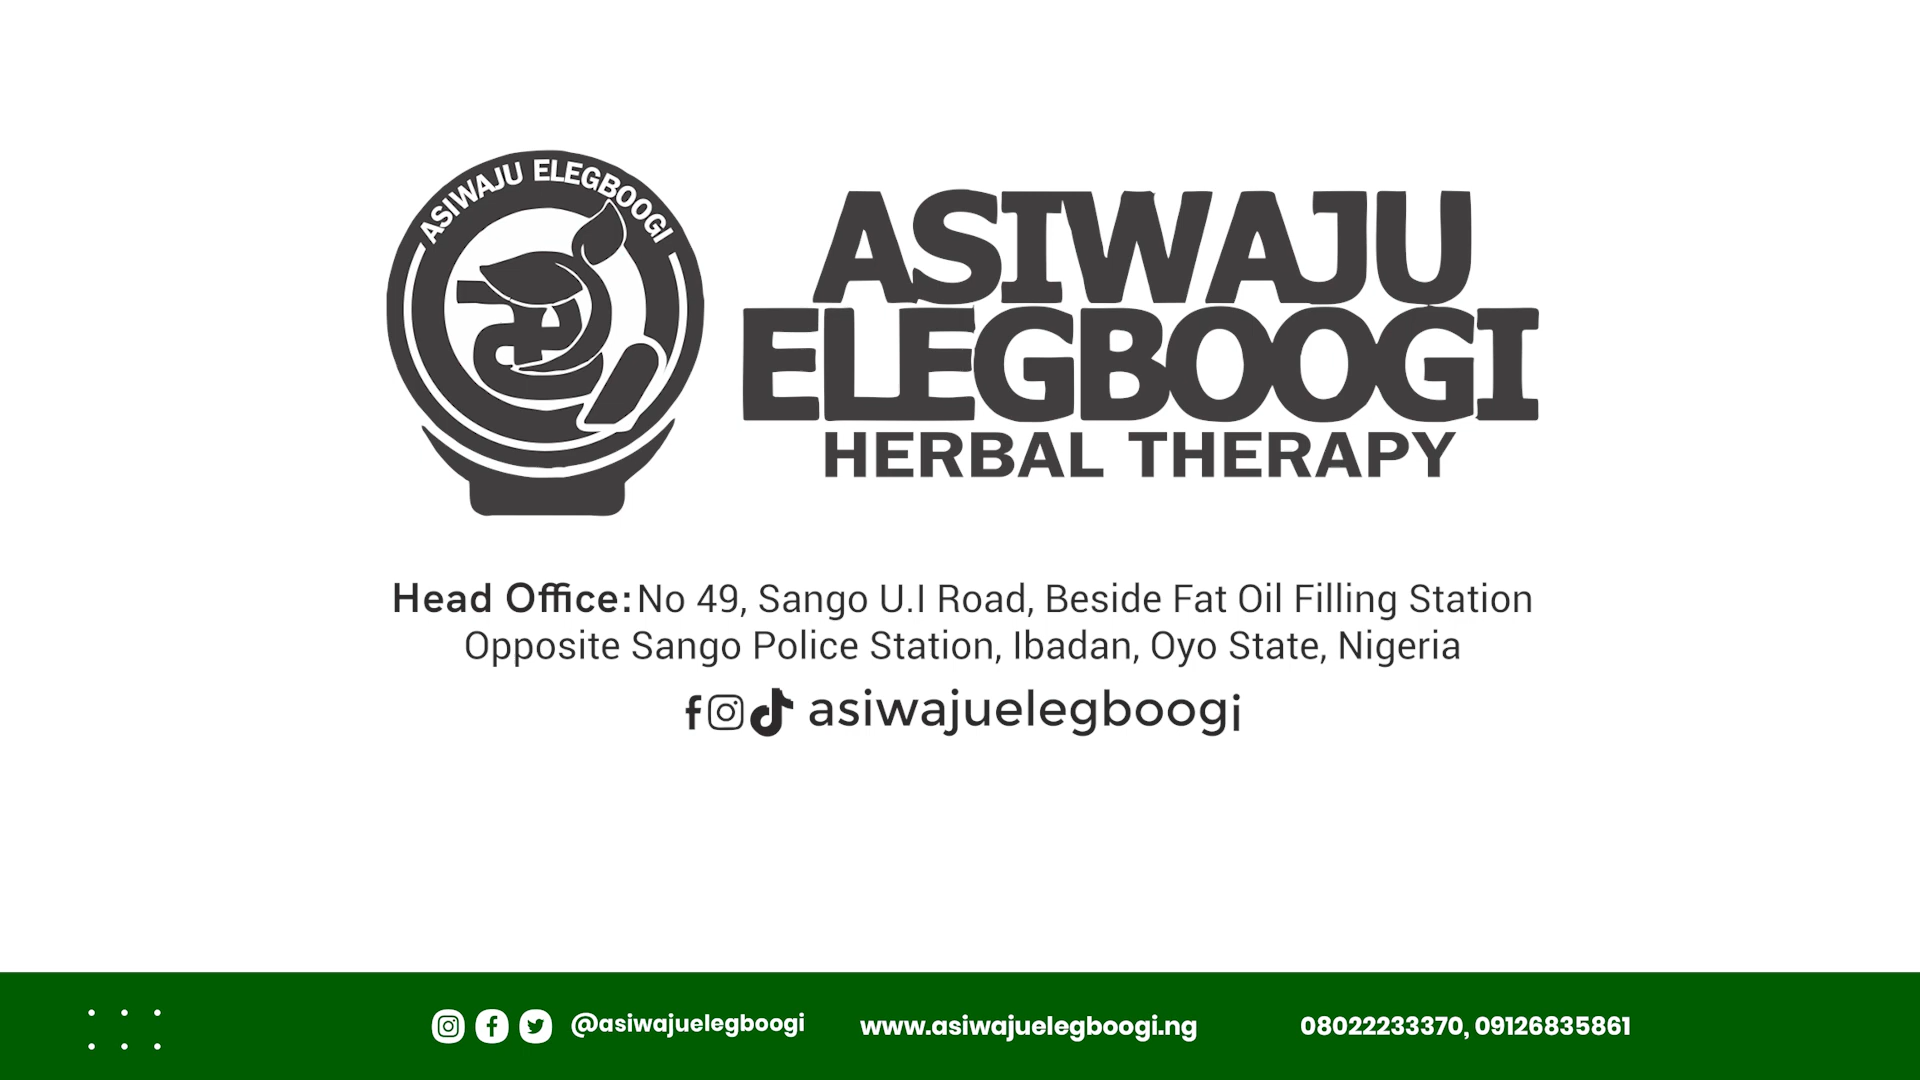 ASIWAJU ELEGBOOGI
ASIWAJU
ELEGBOOGI
HERBAL THERAPY
Head Office: No 49, Sango U.I Road, Beside Fat Oil Filling Station
Opposite Sango Police Station, Ibadan, Oyo State, Nigeria
asiwajuelegboogi
@asiwajuelegboogi www.asiwajuelegboogi.ng 08022233370, 09126835861